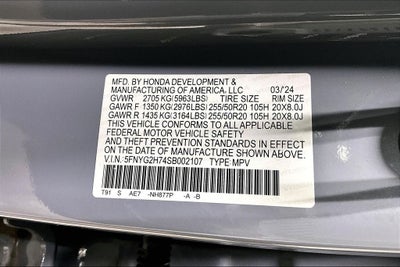 MFD. BY HONDA DEVELOPMENT &
MANUFACTURING OF AMERICA, LLC 03/'24
GVWR 2705 KG(5963LBS) TIRE SIZE RIM SIZE
GAWR F 1350 KG(2976LBS) 255/50R20 105H 20X8.0J
GAWR R 1435 KG(3164LBS) 255/50R20 105H 20X8.0J
THIS VEHICLE CONFORMS TO ALL APPLICABLE
FEDERAL MOTOR VEHICLE SAFETY
AND THEFT PREVENTION STANDARDS IN EFFECT
ON THE DATE OF MANUFACTURE SHOWN ABOVE.
V.I.N.: 5FNYG2H74SB002107 TYPE MPV
T91 S AE7 -NH877P -A -B